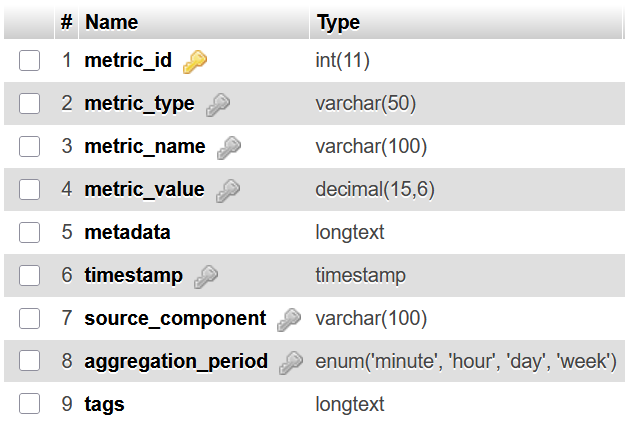 # Name Type
1 metric_id int(11)
2 metric_type varchar(50)
3 metric_name varchar(100)
4 metric_value decimal(15,6)
5 metadata longtext
6 timestamp timestamp
7 source_component varchar(100)
8 aggregation_period enum('minute', 'hour', 'day', 'week')
9 tags longtext